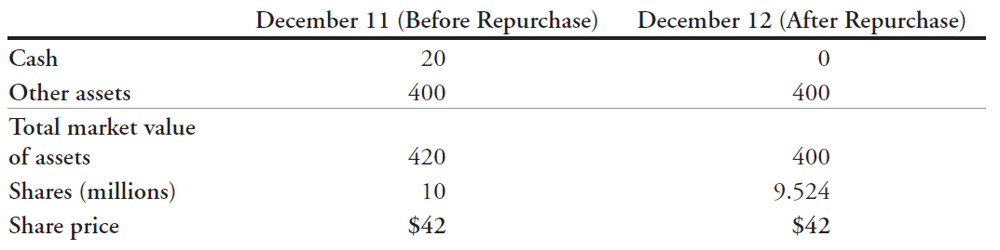 December 11 (Before Repurchase) December 12 (After Repurchase)
Cash 20 0
Other assets 400 400
Total market value
of assets 420 400
Shares (millions) 10 9.524
Share price $42 $42